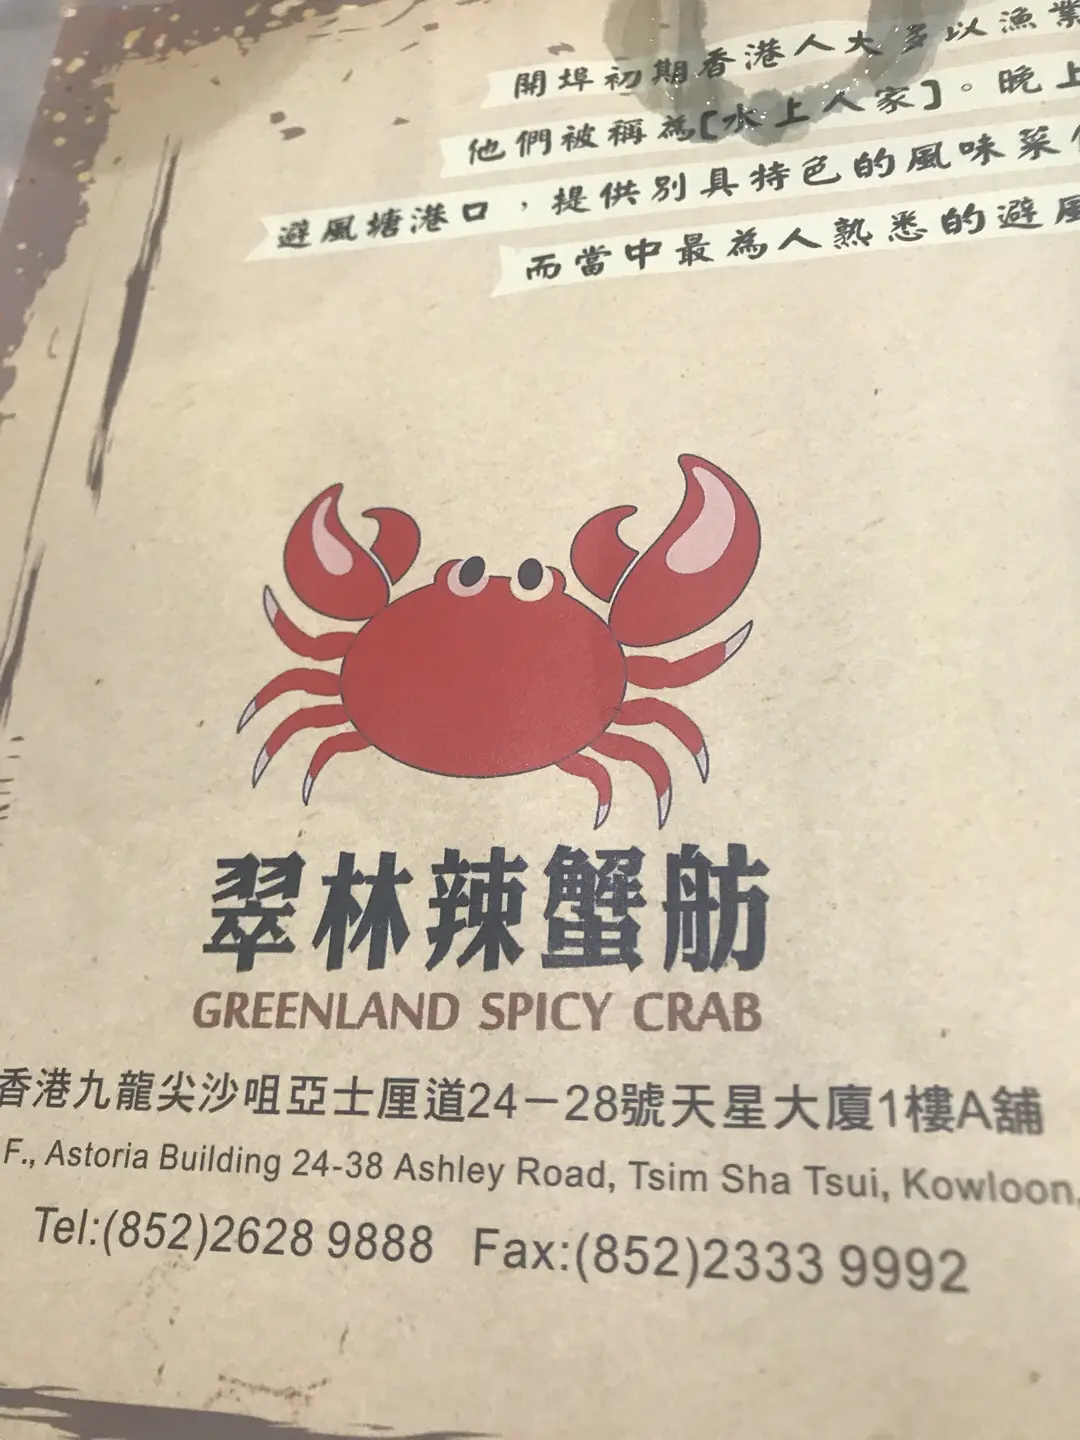 開埠初期香港人大多以漁業
他們被稱為[水上人家]。晚上
避風塘港口，提供別具特色的風味菜
而當中最為人熟悉的避風
翠林辣蟹舫
GREENLAND SPICY CRAB
香港九龍尖沙咀亞士厘道24－28號天星大廈1樓A舖
F., Astoria Building 24-38 Ashley Road, Tsim Sha Tsui, Kowloon,
Tel:(852)2628 9888 Fax:(852)2333 9992